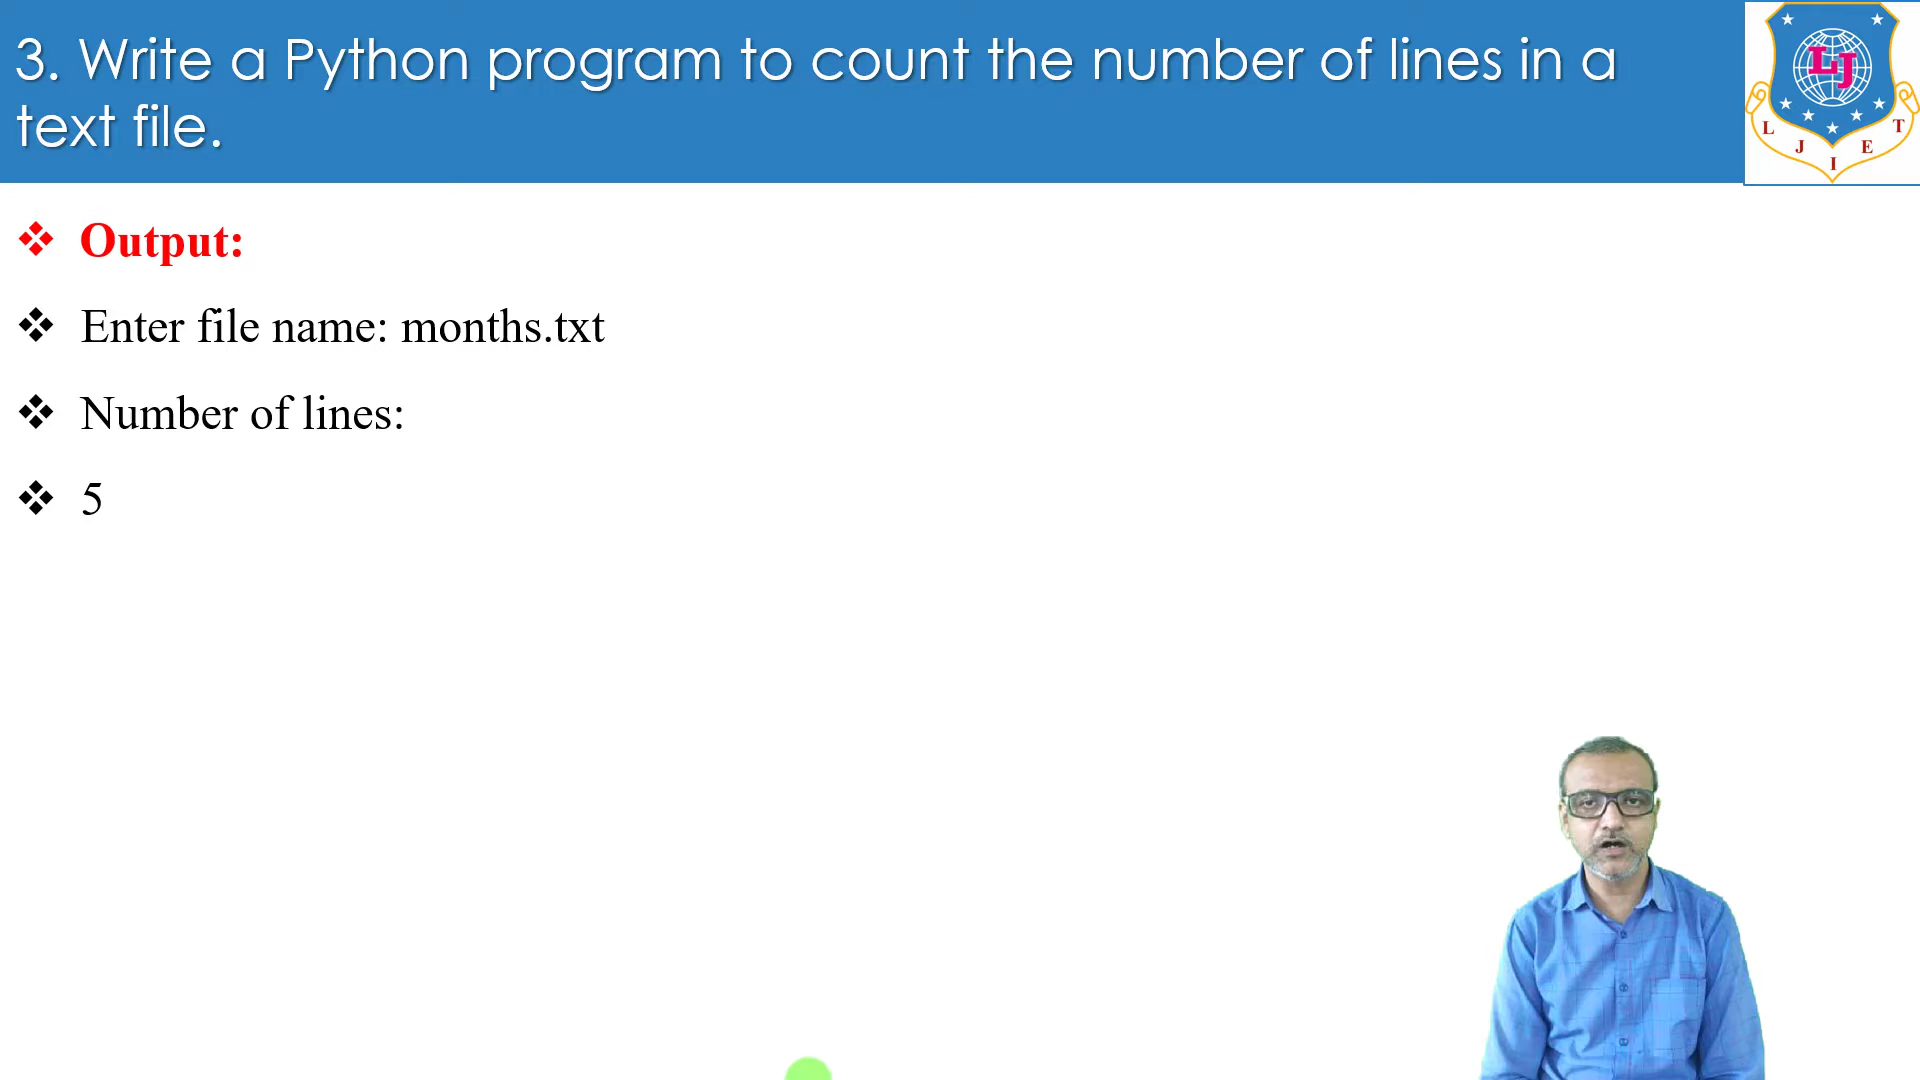 3. Write a Python program to count the number of lines in a
text file.
LJ
L J I E T
Output:
Enter file name: months.txt
Number of lines:
5